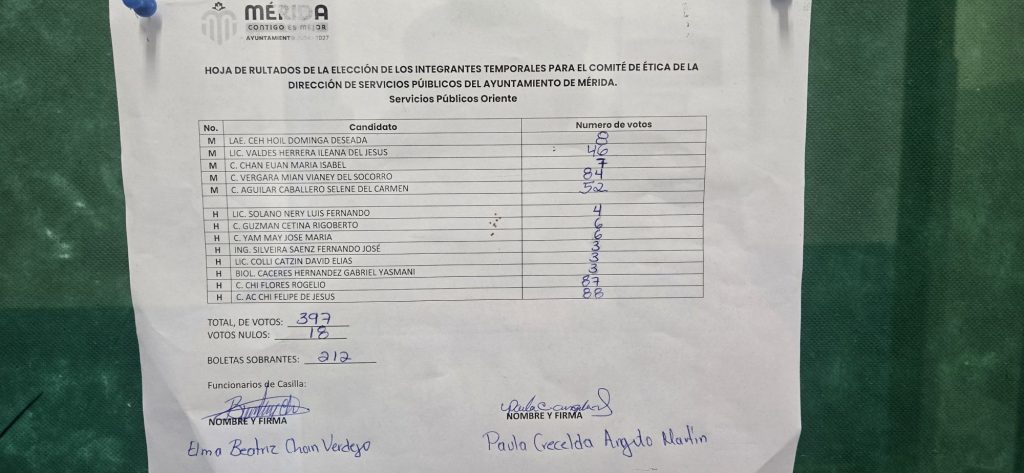 MÉRIDA
CONTIGO ES MEJOR
AYUNTAMIENTO 2027
HOJA DE RULTADOS DE LA ELECCIÓN DE LOS INTEGRANTES TEMPORALES PARA EL COMITÉ DE ÉTICA DE LA
DIRECCIÓN DE SERVICIOS PÚIBLICOS DEL AYUNTAMIENTO DE MÉRIDA.
Servicios Públicos Oriente
No. Candidato Numero de votos
M LAE. CEH HOIL DOMINGA DESEADA 8
M LIC. VALDES HERRERA ILEANA DEL JESUS 46
M C. CHAN EUAN MARIA ISABEL 7
M C. VERGARA MIAN VIANEY DEL SOCORRO 84
M C. AGUILAR CABALLERO SELENE DEL CARMEN 52
H LIC. SOLANO NERY LUIS FERNANDO 4
H C. GUZMAN CETINA RIGOBERTO 6
H C. YAM MAY JOSE MARIA 6
H ING. SILVEIRA SAENZ FERNANDO JOSÉ 3
H LIC. COLLI CATZIN DAVID ELIAS 3
H BIOL. CACERES HERNANDEZ GABRIEL YASMANI 3
H C. CHI FLORES ROGELIO 87
H C. AC CHI FELIPE DE JESUS 88
TOTAL, DE VOTOS: 397
VOTOS NULOS: 18
BOLETAS SOBRANTES: 212
Funcionarios de Casilla:
NOMBRE Y FIRMA NOMBRE Y FIRMA
Elma Beatriz Chan Verdejo Paula Crecelda Angulo Martin